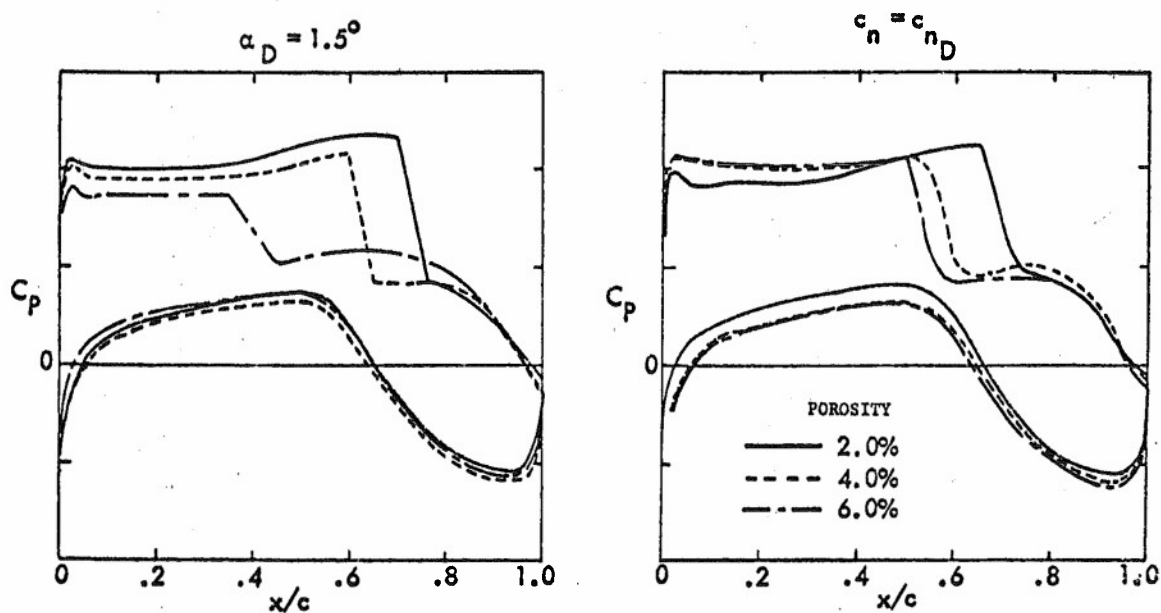 α_D = 1.5°
C_P
0
0 .2 .4 .6 .8 1.0
x/c
c_n = c_n_D
C_P
0
POROSITY
2.0%
4.0%
6.0%
0 .2 .4 .6 .8 1.0
x/c